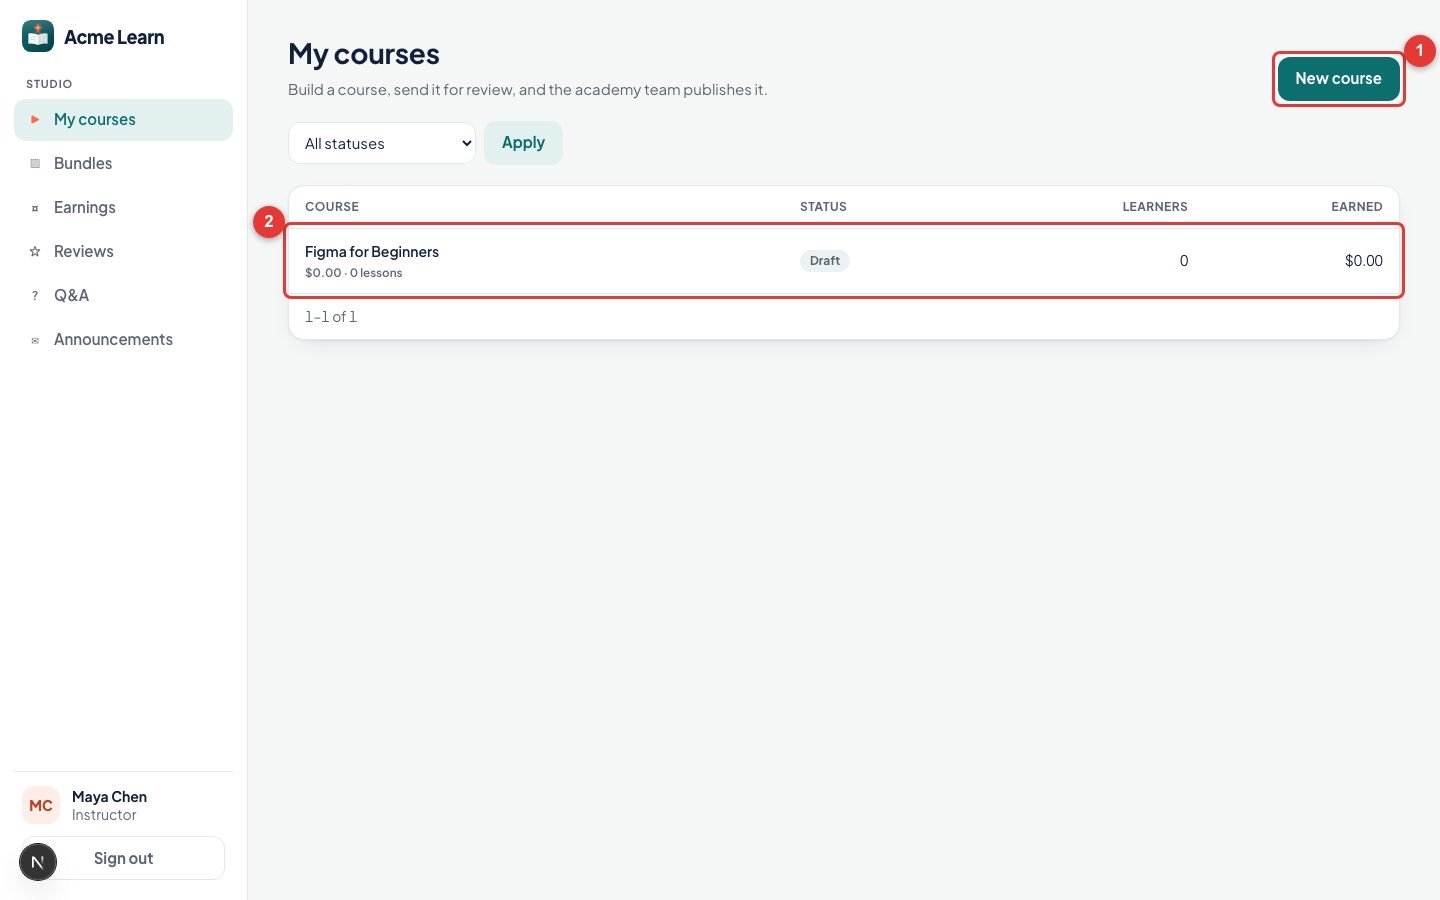 Acme Learn
STUDIO
My courses
Bundles
Earnings
Reviews
? Q&A
Announcements
MC
Maya Chen
Instructor
N
Sign out
My courses
Build a course, send it for review, and the academy team publishes it.
New course
1
All statuses
Apply
COURSE STATUS LEARNERS EARNED
2
Figma for Beginners
$0.00 · 0 lessons
Draft
0
$0.00
1–1 of 1